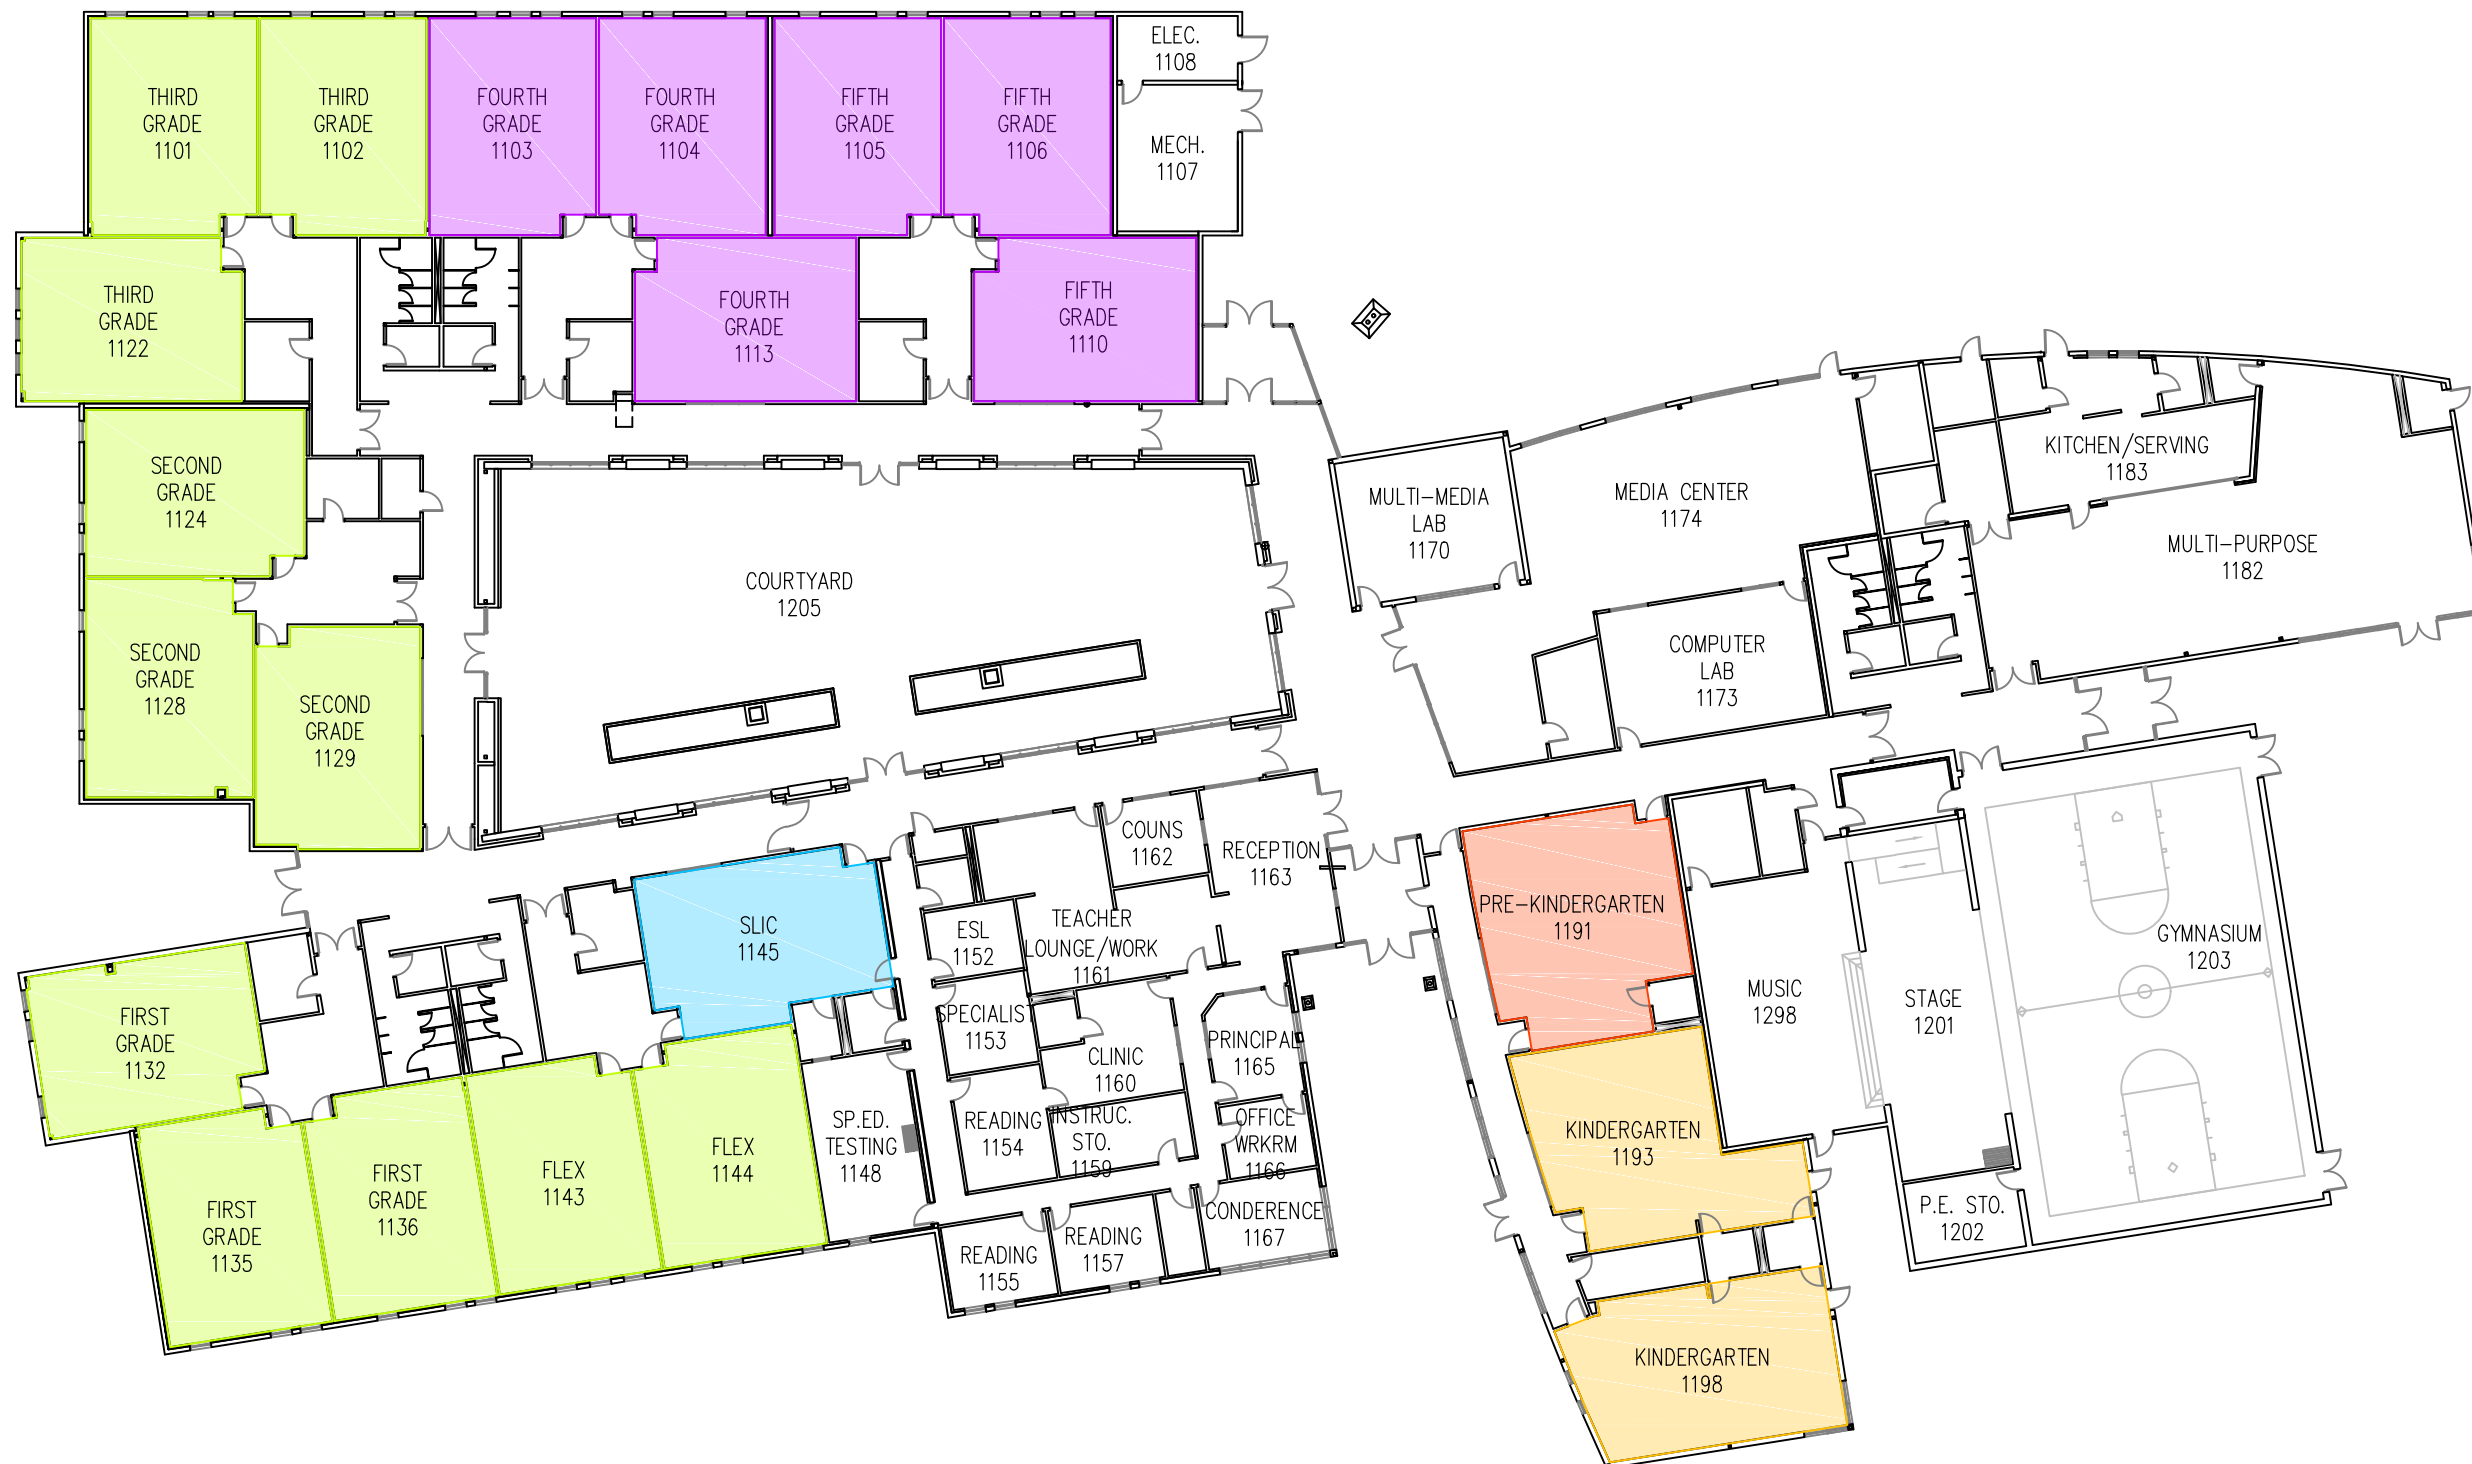 THIRD
GRADE
1101
THIRD
GRADE
1102
FOURTH
GRADE
1103
FOURTH
GRADE
1104
FIFTH
GRADE
1105
FIFTH
GRADE
1106
ELEC.
1108
MECH.
1107
THIRD
GRADE
1122
FOURTH
GRADE
1113
FIFTH
GRADE
1110
SECOND
GRADE
1124
SECOND
GRADE
1128
SECOND
GRADE
1129
COURTYARD
1205
MULTI-MEDIA
LAB
1170
MEDIA CENTER
1174
KITCHEN/SERVING
1183
MULTI-PURPOSE
1182
COMPUTER
LAB
1173
COUNS
1162
RECEPTION
1163
SLIC
1145
ESL
1152
TEACHER
LOUNGE/WORK
1161
PRE-KINDERGARTEN
1191
GYMNASIUM
1203
MUSIC
1298
STAGE
1201
FIRST
GRADE
1132
SPECIALIST
1153
CLINIC
1160
PRINCIPAL
1165
FIRST
GRADE
1135
FIRST
GRADE
1136
FLEX
1143
FLEX
1144
SP.ED.
TESTING
1148
READING
1154
INSTRUC.
STO.
1159
OFFICE
WRKRM
1166
KINDERGARTEN
1193
READING
1155
READING
1157
CONDERENCE
1167
P.E. STO.
1202
KINDERGARTEN
1198